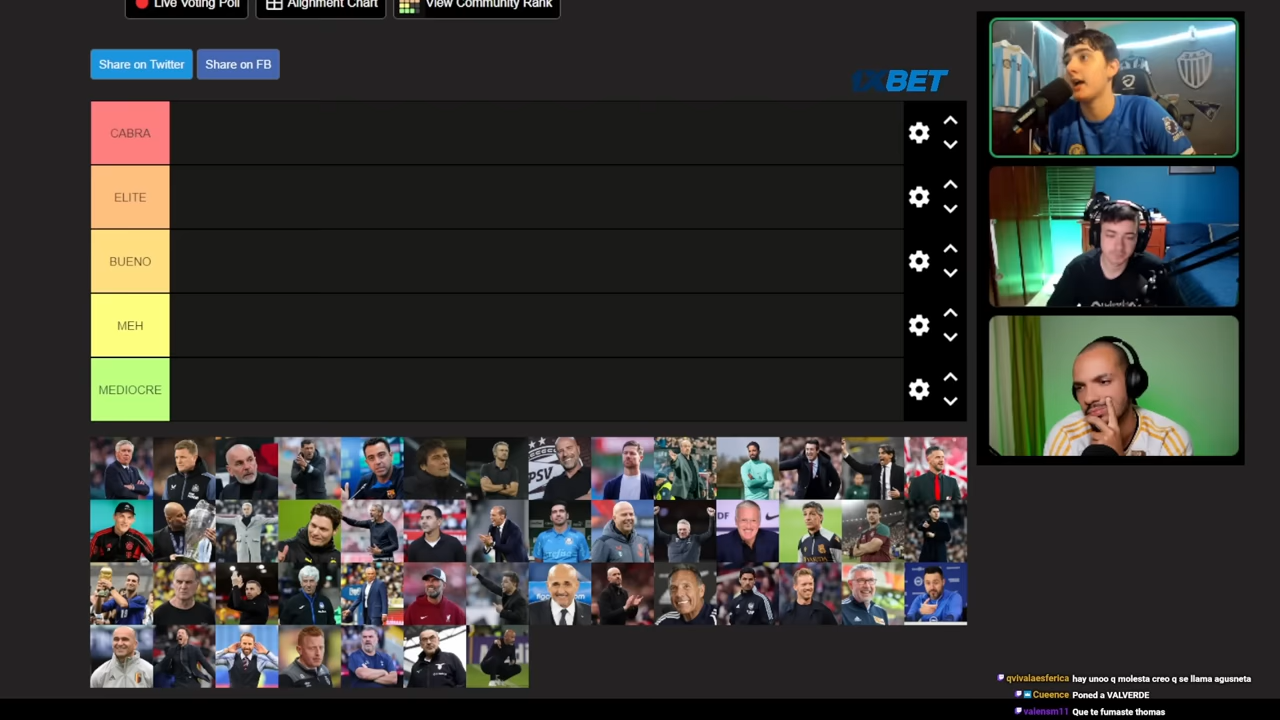 Live Voting Poll
Alignment Chart
View Community Rank
Share on Twitter
Share on FB
1XBET
CABRA
ELITE
BUENO
MEH
MEDIOCRE
PSV
DF
qvivalaesferica hay unoo q molesta creo q se llama agusneta
Cueence Poned a VALVERDE
valensm11 Que te fumaste thomas